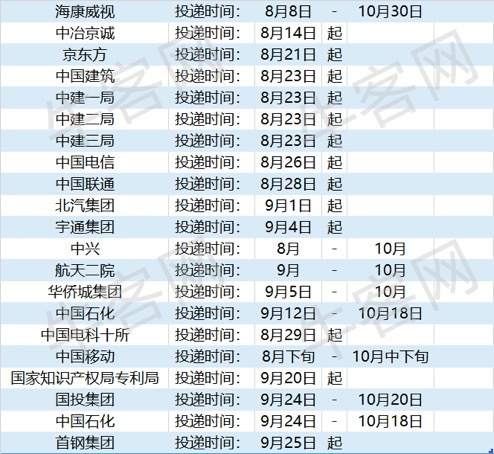 海康威视 投递时间： 8月8日 - 10月30日
中冶京诚 投递时间： 8月14日 起
京东方 投递时间： 8月21日 起
中国建筑 投递时间： 8月23日 起
中建一局 投递时间： 8月23日 起
中建二局 投递时间： 8月23日 起
中建三局 投递时间： 8月23日 起
中国电信 投递时间： 8月26日 起
中国联通 投递时间： 8月28日 起
北汽集团 投递时间： 9月1日 起
宇通集团 投递时间： 9月4日 起
中兴 投递时间： 8月 - 10月
航天二院 投递时间： 9月 - 10月
华侨城集团 投递时间： 9月5日 - 10月
中国石化 投递时间： 9月12日 - 10月18日
中国电科十所 投递时间： 8月29日 起
中国移动 投递时间： 8月下旬 - 10月中下旬
国家知识产权局专利局 投递时间： 9月20日 起
国投集团 投递时间： 9月24日 - 10月20日
中国石化 投递时间： 9月24日 - 10月18日
首钢集团 投递时间： 9月25日 起
牛客网
牛客网
牛客网
牛客网